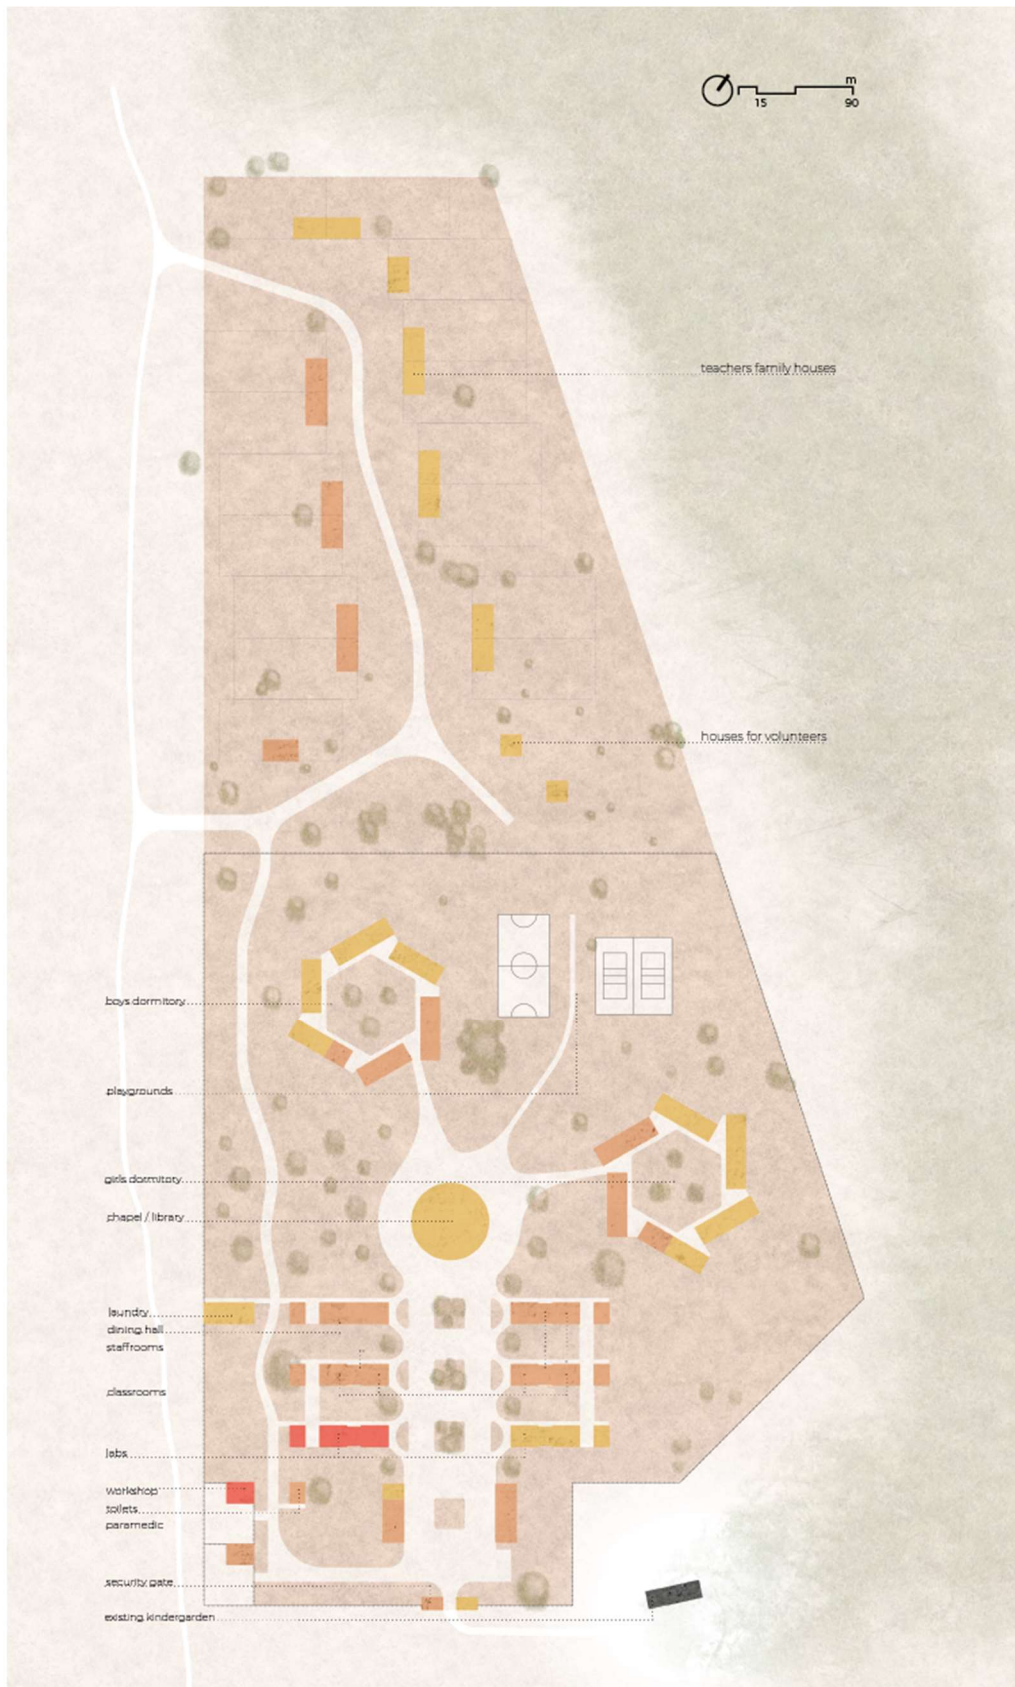 m
15 90
teachers family houses
houses for volunteers
boys dormitory
playgrounds
girls dormitory
chapel / library
laundry
dining hall
staffrooms
classrooms
labs
workshop
toilets
paramedic
security gate
existing kindergarden